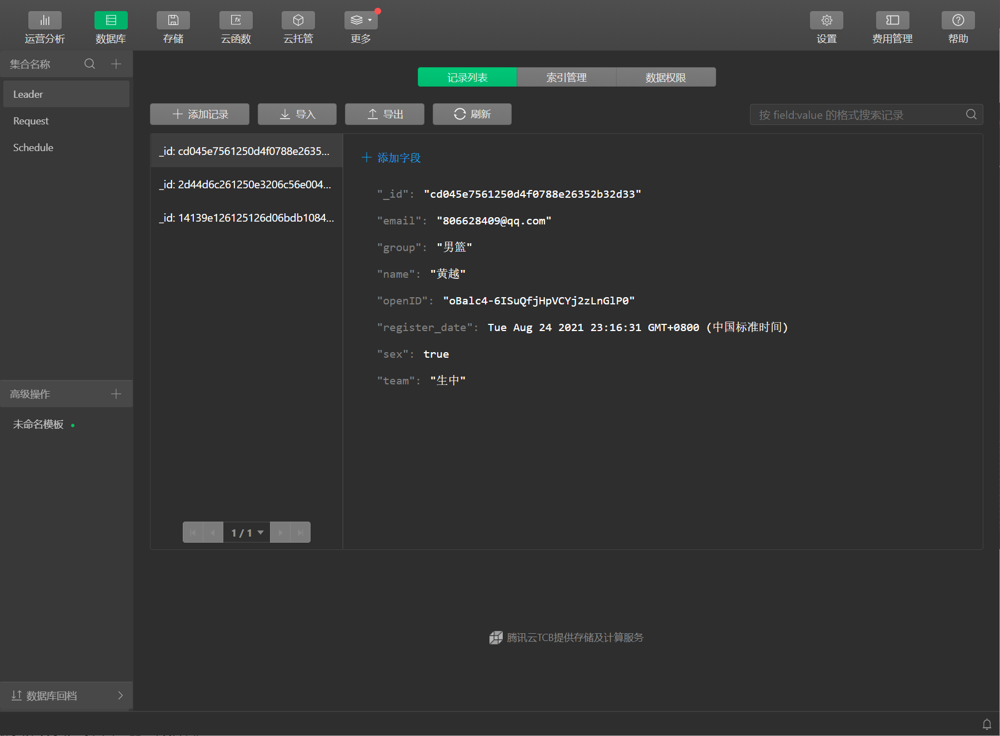 运营分析
数据库
存储
云函数
云托管
更多
设置
费用管理
帮助
集合名称
Leader
Request
Schedule
记录列表
索引管理
数据权限
添加记录
导入
导出
刷新
按 field:value 的格式搜索记录
_id: cd045e7561250d4f0788e2635...
_id: 2d44d6c261250e3206c56e004...
_id: 14139e126125126d06bdb1084...
添加字段
"_id": "cd045e7561250d4f0788e26352b32d33"
"email": "806628409@qq.com"
"group": "男篮"
"name": "黄越"
"openID": "oBalc4-6ISuQfjHpVCYj2zLnGlP0"
"register_date": Tue Aug 24 2021 23:16:31 GMT+0800 (中国标准时间)
"sex": true
"team": "生中"
1 / 1
高级操作
未命名模板
腾讯云TCB提供存储及计算服务
数据库回档